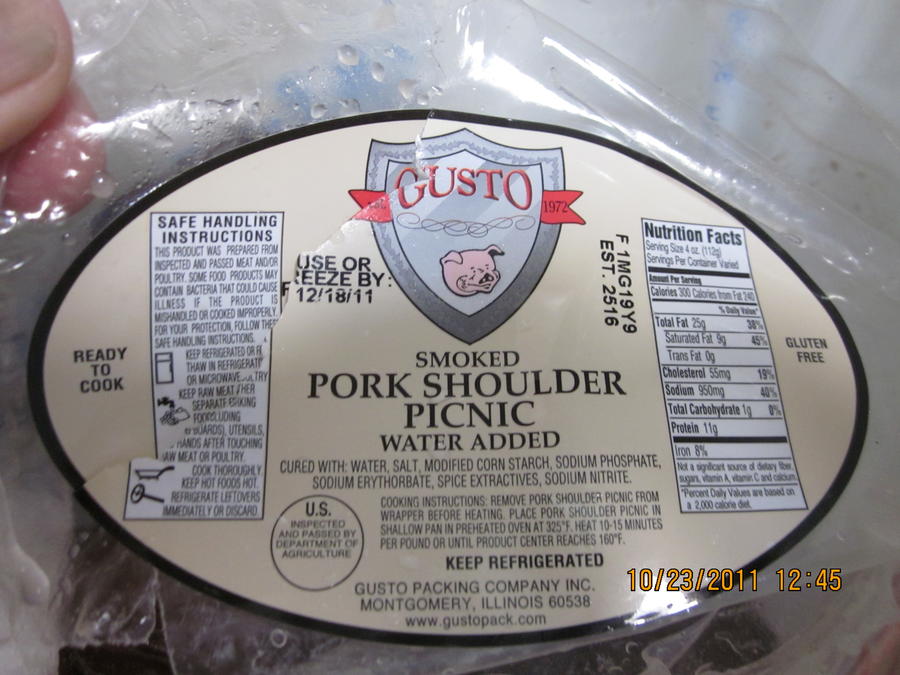 GUSTO
1972
SAFE HANDLING
INSTRUCTIONS
THIS PRODUCT WAS PREPARED FROM
INSPECTED AND PASSED MEAT AND/OR
POULTRY. SOME FOOD PRODUCTS MAY
CONTAIN BACTERIA THAT COULD CAUSE
ILLNESS IF THE PRODUCT IS
MISHANDLED OR COOKED IMPROPERLY.
FOR YOUR PROTECTION, FOLLOW THE
SAFE HANDLING INSTRUCTIONS.
KEEP REFRIGERATED OR
THAW IN
OR
KEEP RAW MEAT
SEPARATE
UTENSILS,
HANDS AFTER TOUCHING
MEAT OR POULTRY.
COOK THOROUGHLY.
KEEP HOT FOODS HOT.
REFRIGERATE LEFTOVERS
IMMEDIATELY OR DISCARD.
READY
TO
COOK
USE OR
EEZE BY:
12/18/11
F1MG19Y9
EST. 2516
SMOKED
PORK SHOULDER
PICNIC
WATER ADDED
CURED WITH: WATER, SALT, MODIFIED CORN STARCH, SODIUM PHOSPHATE,
SODIUM ERYTHORBATE, SPICE EXTRACTIVES, SODIUM NITRITE.
U.S.
INSPECTED
AND PASSED BY
DEPARTMENT OF
AGRICULTURE
COOKING INSTRUCTIONS: REMOVE PORK SHOULDER PICNIC FROM
WRAPPER BEFORE HEATING. PLACE PORK SHOULDER PICNIC IN
SHALLOW PAN IN PREHEATED OVEN AT 325°F. HEAT 10-15 MINUTES
PER POUND OR UNTIL PRODUCT CENTER REACHES 160°F.
KEEP REFRIGERATED
GUSTO PACKING COMPANY INC.
MONTGOMERY, ILLINOIS 60538
www.gustopack.com
Nutrition Facts
Serving Size 4 oz. (112g)
Servings Per Container Varied
Amount Per Serving
Calories 300 Calories from Fat 240
% Daily Value*
Total Fat 25g 38%
Saturated Fat 9g 45%
Trans Fat 0g
Cholesterol 55mg 19%
Sodium 950mg 40%
Total Carbohydrate 1g 0%
Protein 11g
Iron 8%
Not a significant source of dietary fiber,
sugars, vitamin A, vitamin C and calcium.
*Percent Daily Values are based on
a 2,000 calorie diet.
GLUTEN
FREE
10/23/2011 12:45